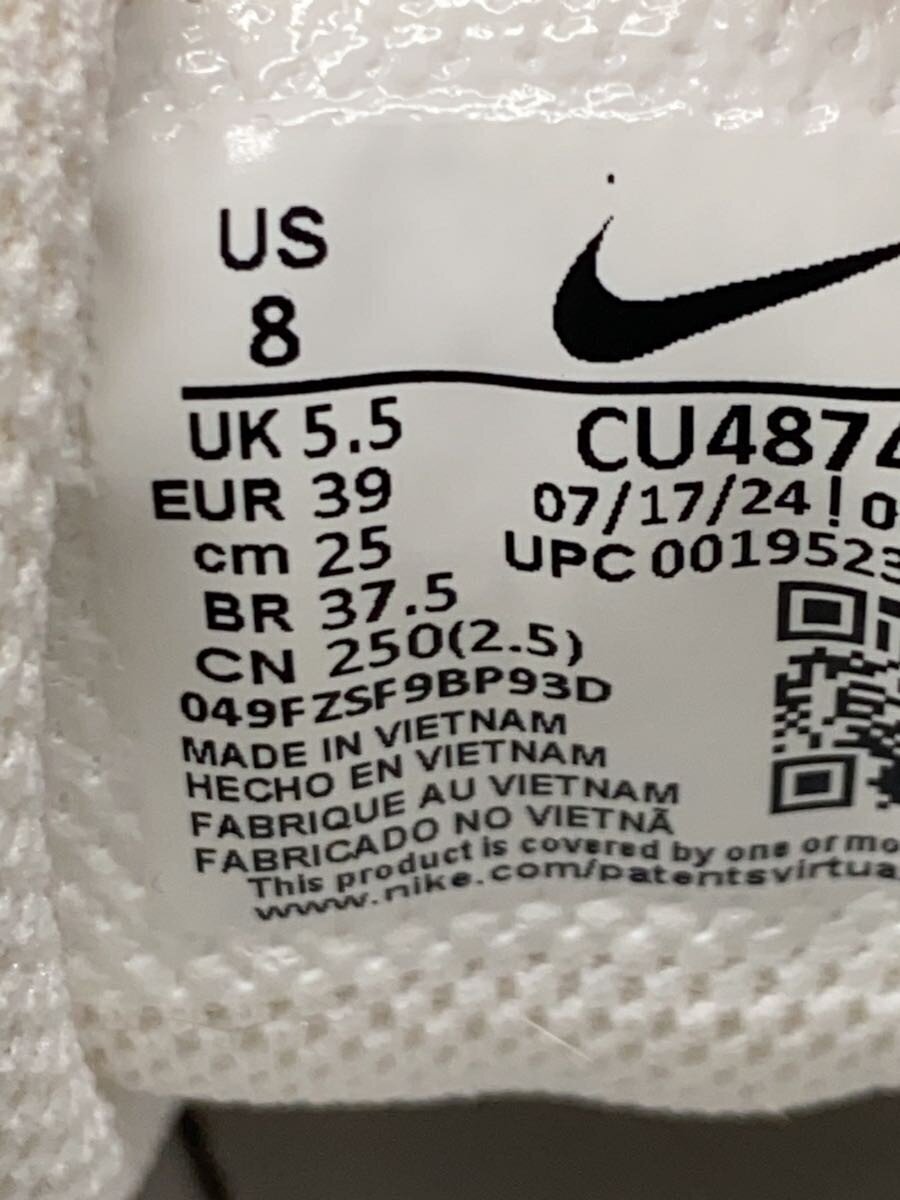 US
8
UK 5.5
EUR 39
cm 25
BR 37.5
CN 250(2.5)
049FZSF9BP93D
MADE IN VIETNAM
HECHO EN VIETNAM
FABRIQUE AU VIETNAM
FABRICADO NO VIETNÃ
This product is covered by one or mo
www.nike.com/patentsvirtua
CU4874
07/17/24 ! 0
UPC 0019523